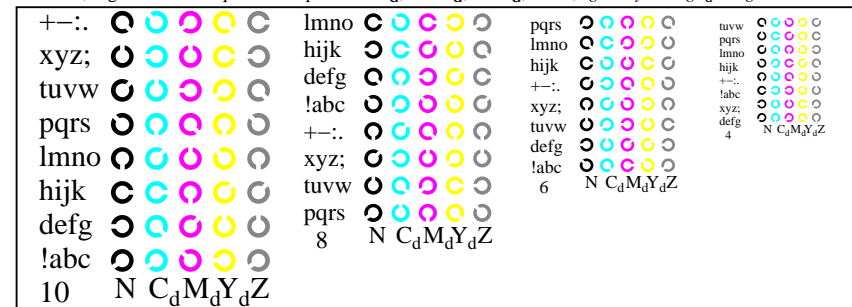 +−:.
xyz;
tuvw
pqrs
lmno
hijk
defg
!abc
10 N CdMdYdZ
lmno
hijk
defg
!abc
+−:.
xyz;
tuvw
pqrs
8 N CdMdYdZ
pqrs
lmno
hijk
+−:.
xyz;
tuvw
defg
!abc
6 N CdMdYdZ
tuvw
pqrs
lmno
hijk
+−:.
!abc
xyz;
defg
4 N CdMdYdZ